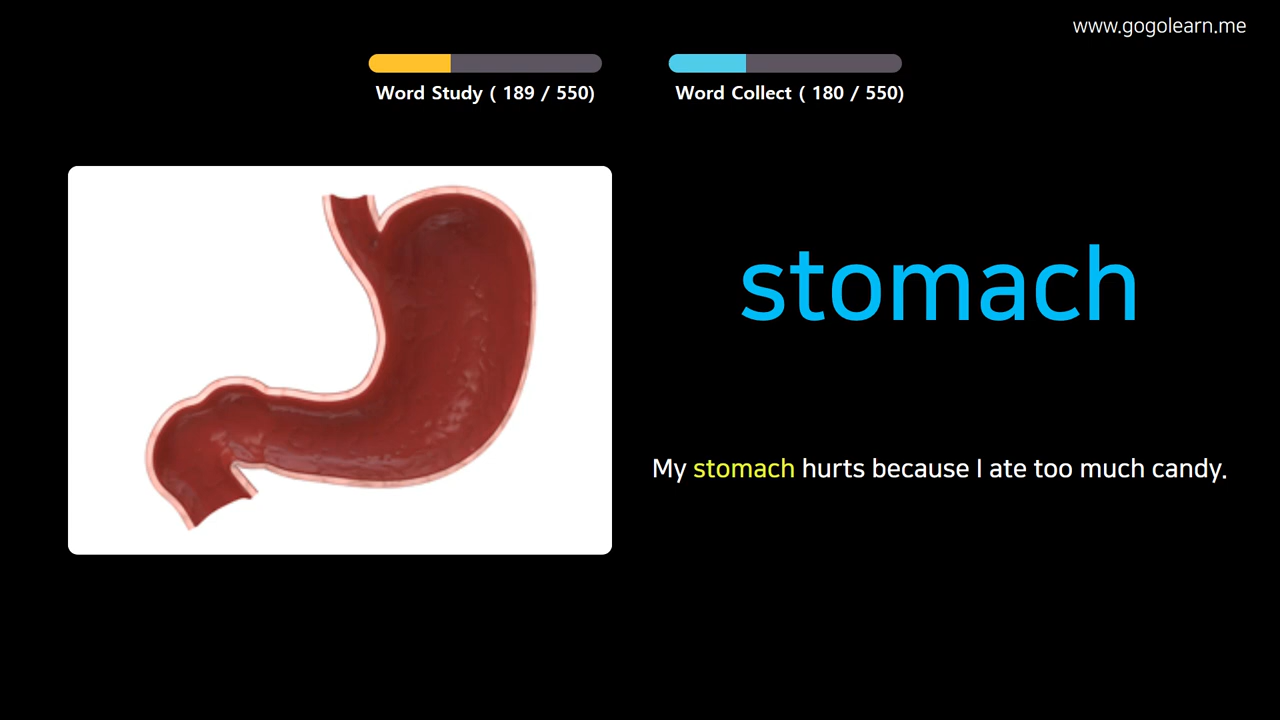 www.gogolearn.me
Word Study ( 189 / 550)
Word Collect ( 180 / 550)
stomach
My stomach hurts because I ate too much candy.